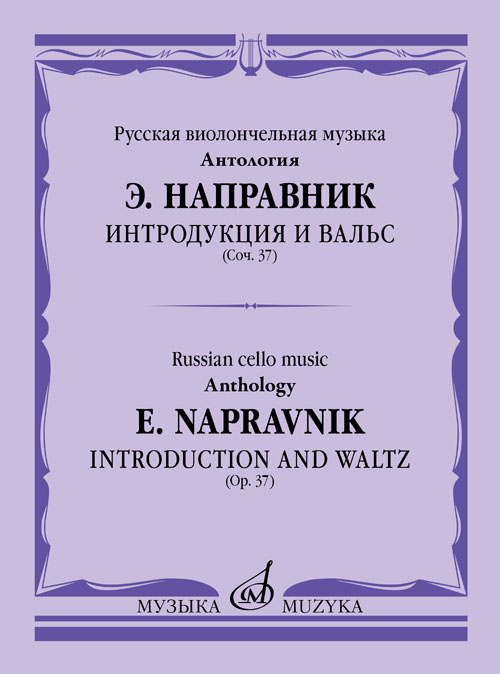 Русская виолончельная музыка
Антология
Э. НАПРАВНИК
ИНТРОДУКЦИЯ И ВАЛЬС
(Соч. 37)
Russian cello music
Anthology
E. NAPRAVNIK
INTRODUCTION AND WALTZ
(Op. 37)
МУЗЫКА MUZYKA